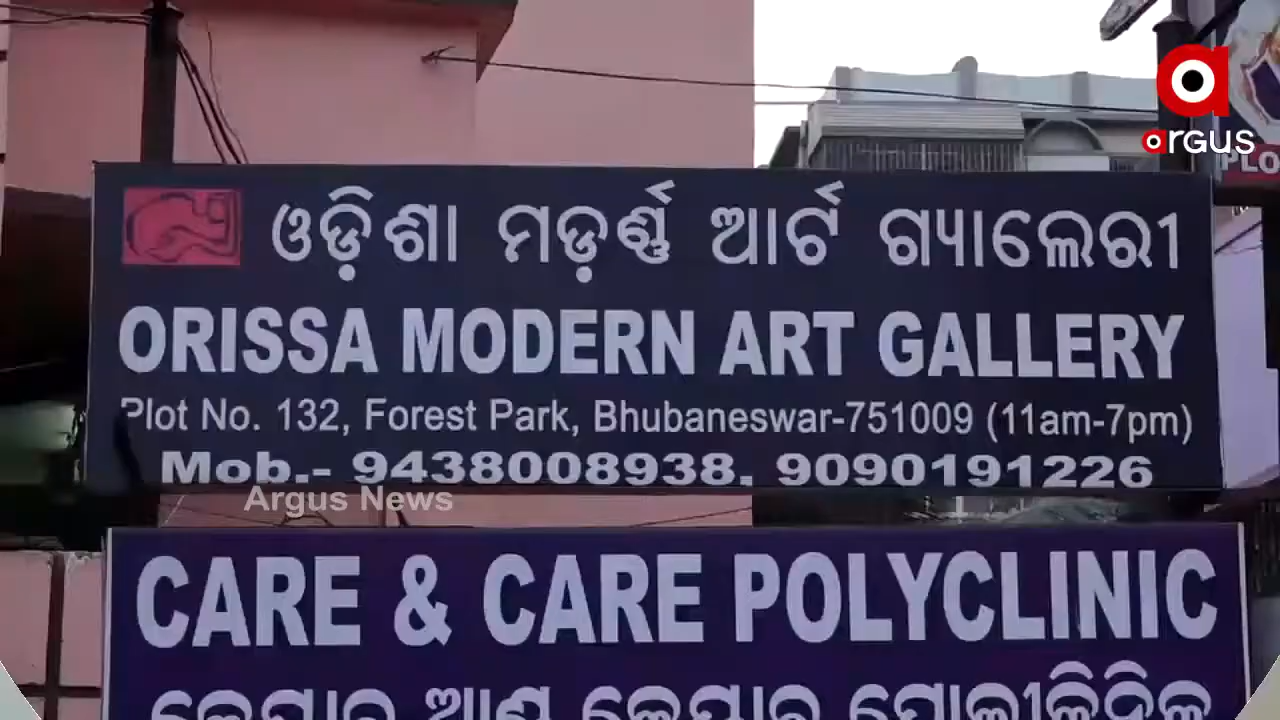 argus
PLO
ଓଡ଼ିଶା ମଡ଼ର୍ଣ୍ଣ ଆର୍ଟ ଗ୍ୟାଲେରୀ
ORISSA MODERN ART GALLERY
Plot No. 132, Forest Park, Bhubaneswar-751009 (11am-7pm)
Mob.- 9438008938, 9090191226
Argus News
CARE & CARE POLYCLINIC